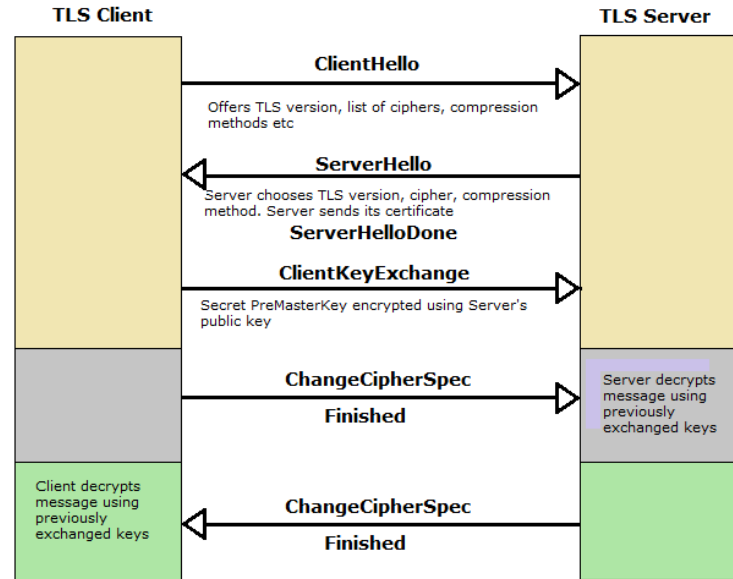 TLS Client
TLS Server
ClientHello
Offers TLS version, list of ciphers, compression
methods etc
ServerHello
Server chooses TLS version, cipher, compression
method. Server sends its certificate
ServerHelloDone
ClientKeyExchange
Secret PreMasterKey encrypted using Server's
public key
ChangeCipherSpec
Finished
Server decrypts
message using
previously
exchanged keys
Client decrypts
message using
previously
exchanged keys
ChangeCipherSpec
Finished